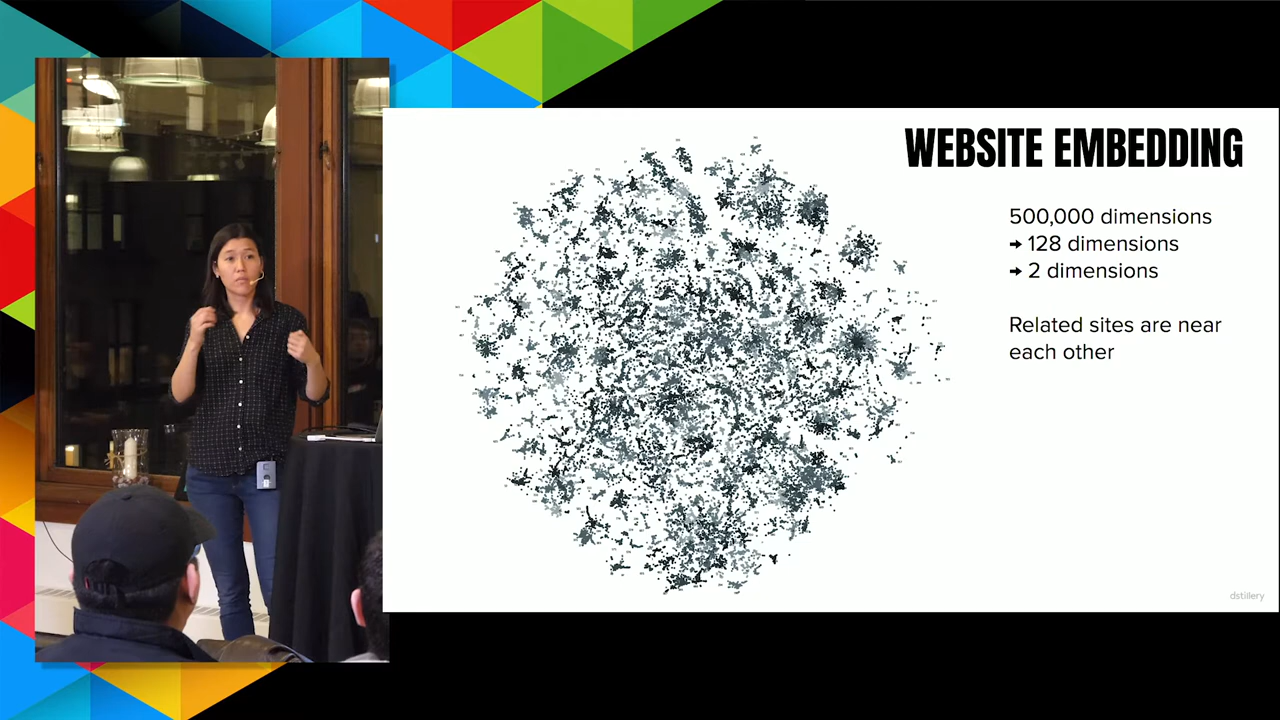 WEBSITE EMBEDDING
500,000 dimensions
→ 128 dimensions
→ 2 dimensions
Related sites are near
each other
dstillery